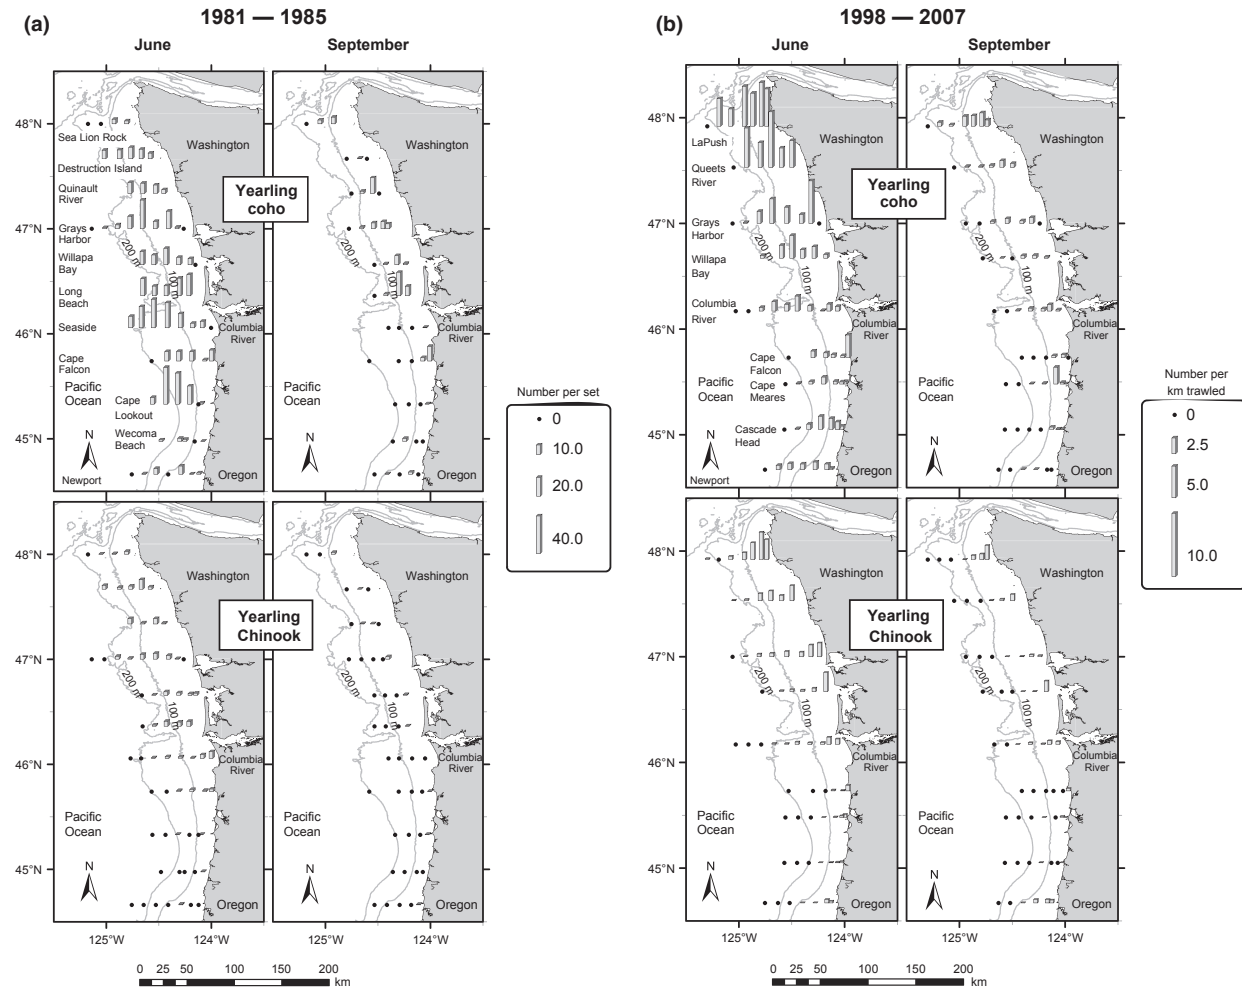 (a)
1981 — 1985
June
September
48°N
47°N
46°N
45°N
Sea Lion Rock
Destruction Island
Quinault
River
Grays
Harbor
Willapa
Bay
Long
Beach
Seaside
Cape
Falcon
Pacific
Ocean
Cape
Lookout
Wecoma
Beach
N
Newport
Washington
200 m
100 m
Columbia
River
Oregon
Yearling
coho
Washington
200 m
100 m
Columbia
River
Pacific
Ocean
N
Oregon
48°N
47°N
46°N
45°N
Washington
200 m
100 m
Columbia
River
Pacific
Ocean
N
Oregon
Yearling
Chinook
Washington
200 m
100 m
Columbia
River
Pacific
Ocean
N
Oregon
125°W
124°W
125°W
124°W
0 25 50 100 150 200
km
Number per set
0
10.0
20.0
40.0
(b)
1998 — 2007
June
September
48°N
47°N
46°N
45°N
LaPush
Queets
River
Grays
Harbor
Willapa
Bay
Columbia
River
Cape
Falcon
Pacific
Ocean
Cape
Meares
Cascade
Head
N
Newport
Washington
200 m
100 m
Columbia
River
Oregon
Yearling
coho
Washington
200 m
100 m
Columbia
River
Pacific
Ocean
N
Oregon
48°N
47°N
46°N
45°N
Washington
200 m
100 m
Columbia
River
Pacific
Ocean
N
Oregon
Yearling
Chinook
Washington
200 m
100 m
Columbia
River
Pacific
Ocean
N
Oregon
125°W
124°W
125°W
124°W
0 25 50 100 150 200
km
Number per
km trawled
0
2.5
5.0
10.0